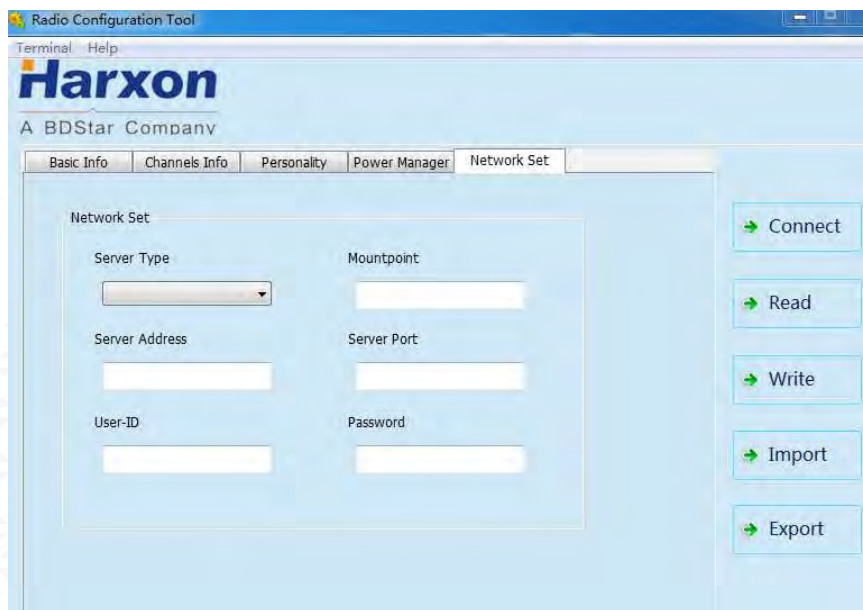 Radio Configuration Tool
Terminal Help
Harxon
A BDStar Company
Basic Info Channels Info Personality Power Manager Network Set
Network Set
Server Type Mountpoint
Server Address Server Port
User-ID Password
Connect
Read
Write
Import
Export